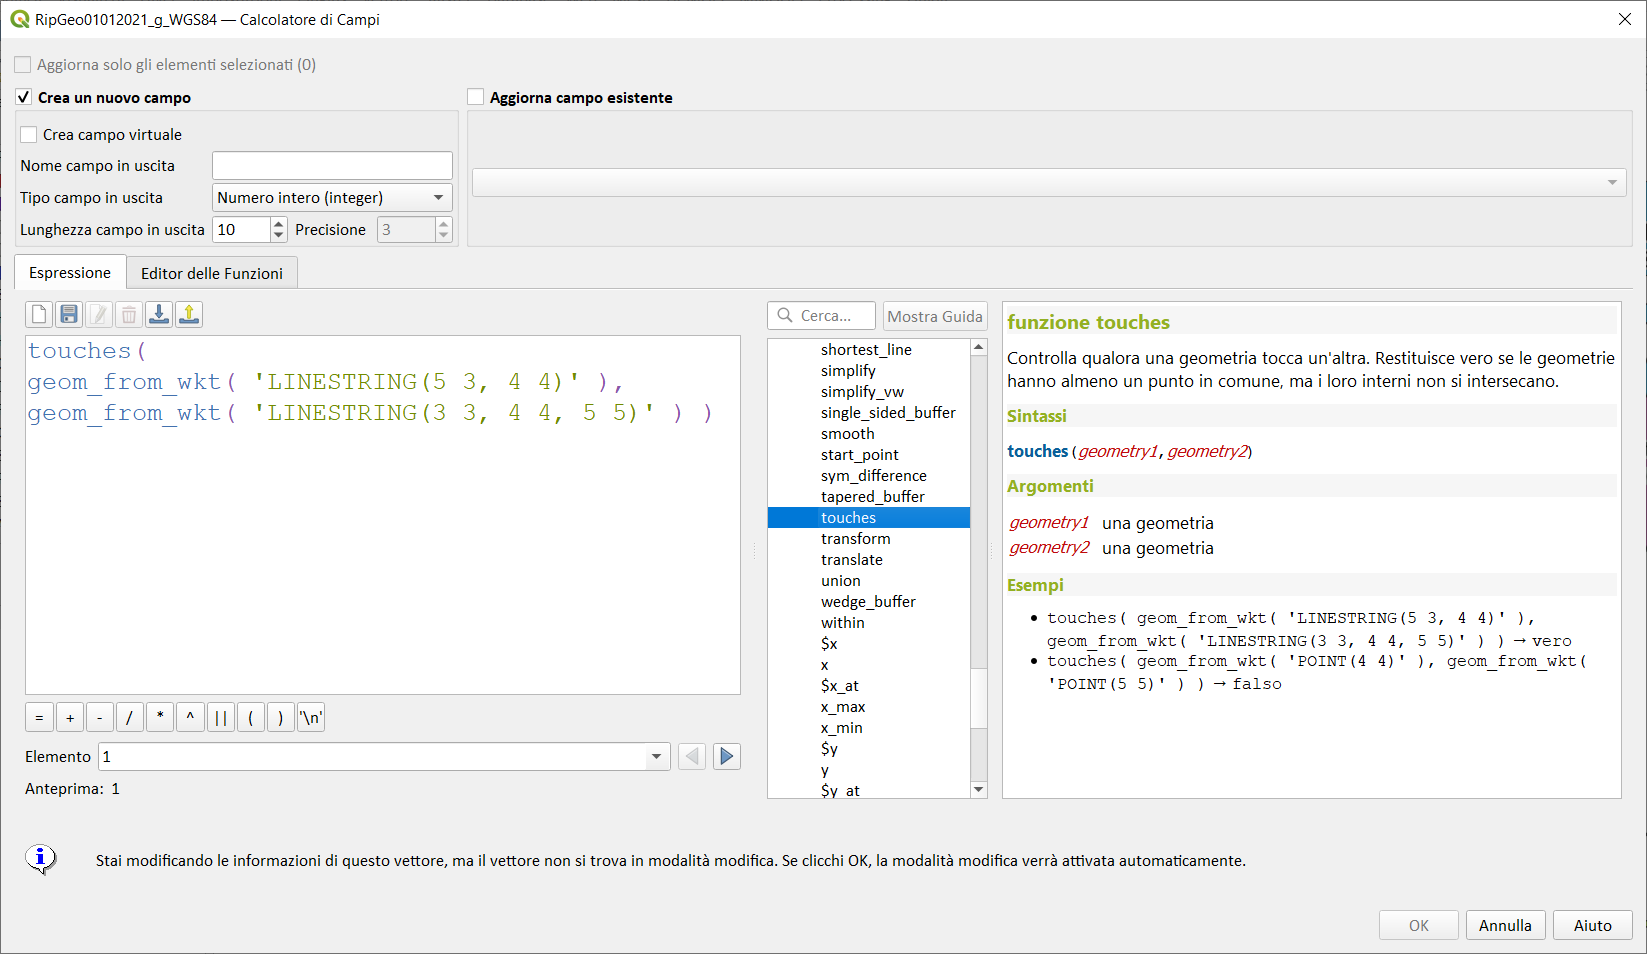 RipGeo01012021_g_WGS84 — Calcolatore di Campi
Aggiorna solo gli elementi selezionati (0)
Crea un nuovo campo
Aggiorna campo esistente
Crea campo virtuale
Nome campo in uscita
Tipo campo in uscita Numero intero (integer)
Lunghezza campo in uscita 10 Precisione 3
Espressione Editor delle Funzioni
touches(
geom_from_wkt( 'LINESTRING(5 3, 4 4)' ),
geom_from_wkt( 'LINESTRING(3 3, 4 4, 5 5)' ) )
= + - / * ^ || ( ) '\n'
Elemento 1
Anteprima: 1
Cerca... Mostra Guida
shortest_line
simplify
simplify_vw
single_sided_buffer
smooth
start_point
sym_difference
tapered_buffer
touches
transform
translate
union
wedge_buffer
within
$x
x
$x_at
x_max
x_min
$y
y
$y_at
funzione touches
Controlla qualora una geometria tocca un'altra. Restituisce vero se le geometrie
hanno almeno un punto in comune, ma i loro interni non si intersecano.
Sintassi
touches(geometry1,geometry2)
Argomenti
geometry1 una geometria
geometry2 una geometria
Esempi
• touches( geom_from_wkt( 'LINESTRING(5 3, 4 4)' ),
geom_from_wkt( 'LINESTRING(3 3, 4 4, 5 5)' ) ) → vero
• touches( geom_from_wkt( 'POINT(4 4)' ), geom_from_wkt(
'POINT(5 5)' ) ) → falso
Stai modificando le informazioni di questo vettore, ma il vettore non si trova in modalità modifica. Se clicchi OK, la modalità modifica verrà attivata automaticamente.
OK Annulla Aiuto